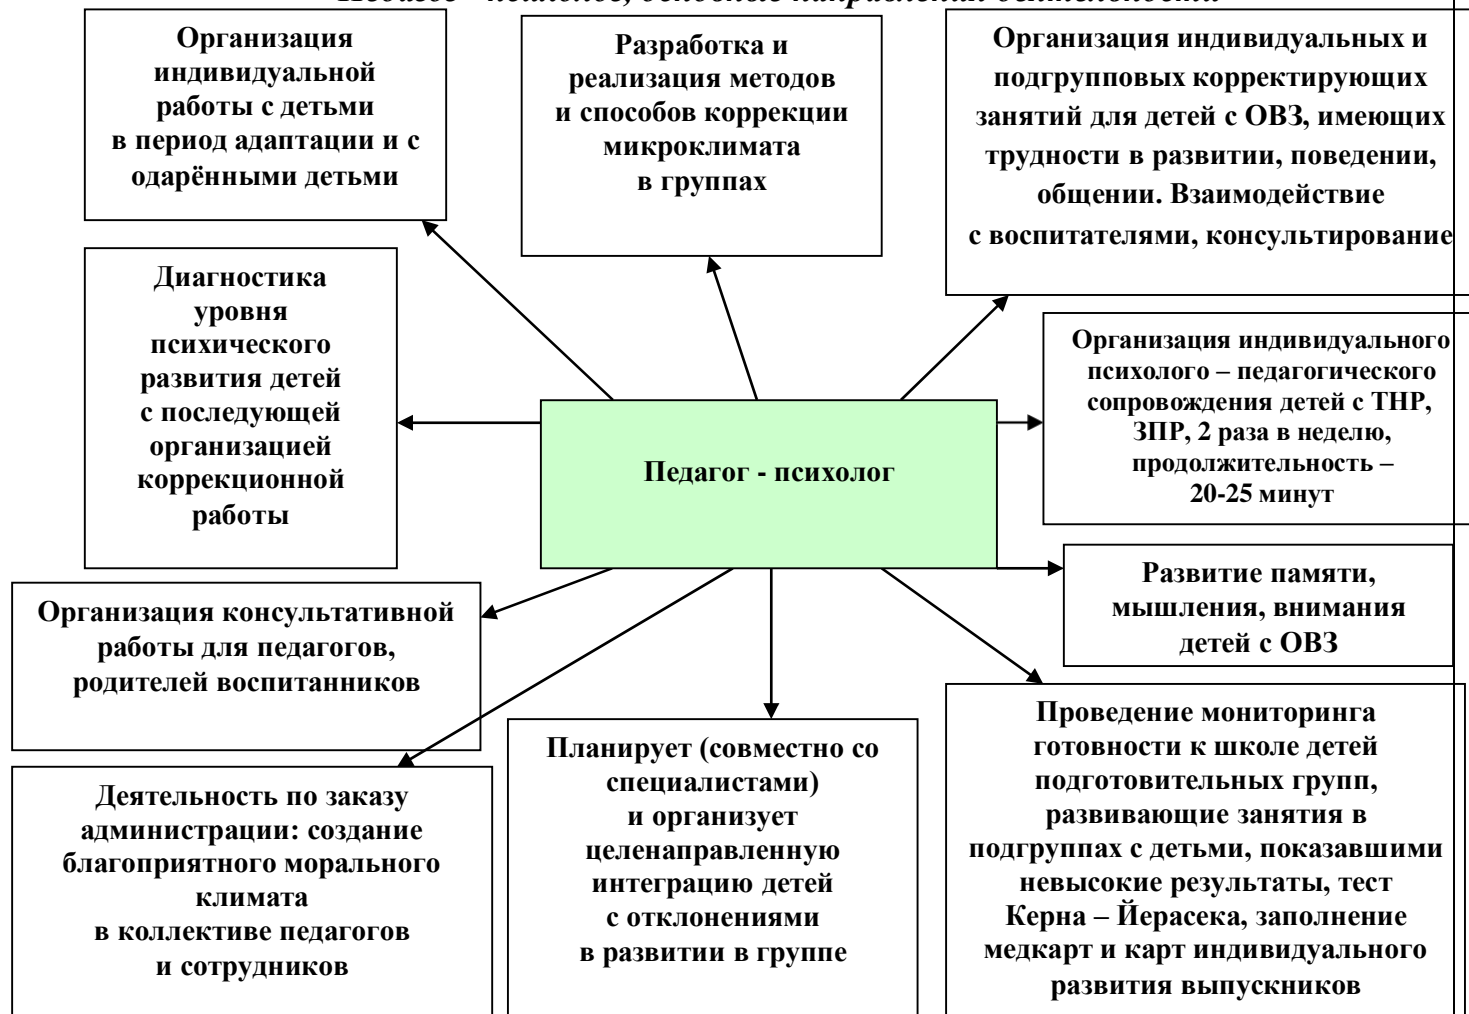 Педагог - психолог, основные направления деятельности
Организация
индивидуальной
работы с детьми
в период адаптации и с
одарёнными детьми
Разработка и
реализация методов
и способов коррекции
микроклимата
в группах
Организация индивидуальных и
подгрупповых корректирующих
занятий для детей с ОВЗ, имеющих
трудности в развитии, поведении,
общении. Взаимодействие
с воспитателями, консультирование
Диагностика
уровня
психического
развития детей
с последующей
организацией
коррекционной
работы
Организация индивидуального
психолого – педагогического
сопровождения детей с ТНР,
ЗПР, 2 раза в неделю,
продолжительность –
20-25 минут
Педагог - психолог
Развитие памяти,
мышления, внимания
детей с ОВЗ
Организация консультативной
работы для педагогов,
родителей воспитанников
Деятельность по заказу
администрации: создание
благоприятного морального
климата
в коллективе педагогов
и сотрудников
Планирует (совместно со
специалистами)
и организует
целенаправленную
интеграцию детей
с отклонениями
в развитии в группе
Проведение мониторинга
готовности к школе детей
подготовительных групп,
развивающие занятия в
подгруппах с детьми, показавшими
невысокие результаты, тест
Керна – Йерасека, заполнение
медкарт и карт индивидуального
развития выпускников